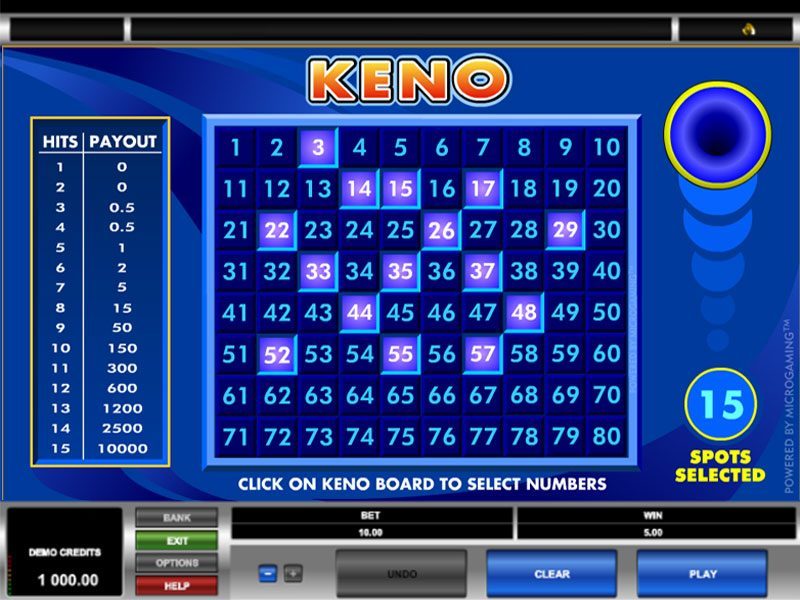 KENO
HITS PAYOUT
1 0
2 0
3 0.5
4 0.5
5 1
6 2
7 5
8 15
9 50
10 150
11 300
12 600
13 1200
14 2500
15 10000
1 2 3 4 5 6 7 8 9 10
11 12 13 14 15 16 17 18 19 20
21 22 23 24 25 26 27 28 29 30
31 32 33 34 35 36 37 38 39 40
41 42 43 44 45 46 47 48 49 50
51 52 53 54 55 56 57 58 59 60
61 62 63 64 65 66 67 68 69 70
71 72 73 74 75 76 77 78 79 80
POWERED BY MICROGAMING™
15
SPOTS
SELECTED
POWERED BY MICROGAMING™
CLICK ON KENO BOARD TO SELECT NUMBERS
DEMO CREDITS
1 000.00
BANK
EXIT
OPTIONS
HELP
BET
10.00
WIN
5.00
- +
UNDO
CLEAR
PLAY